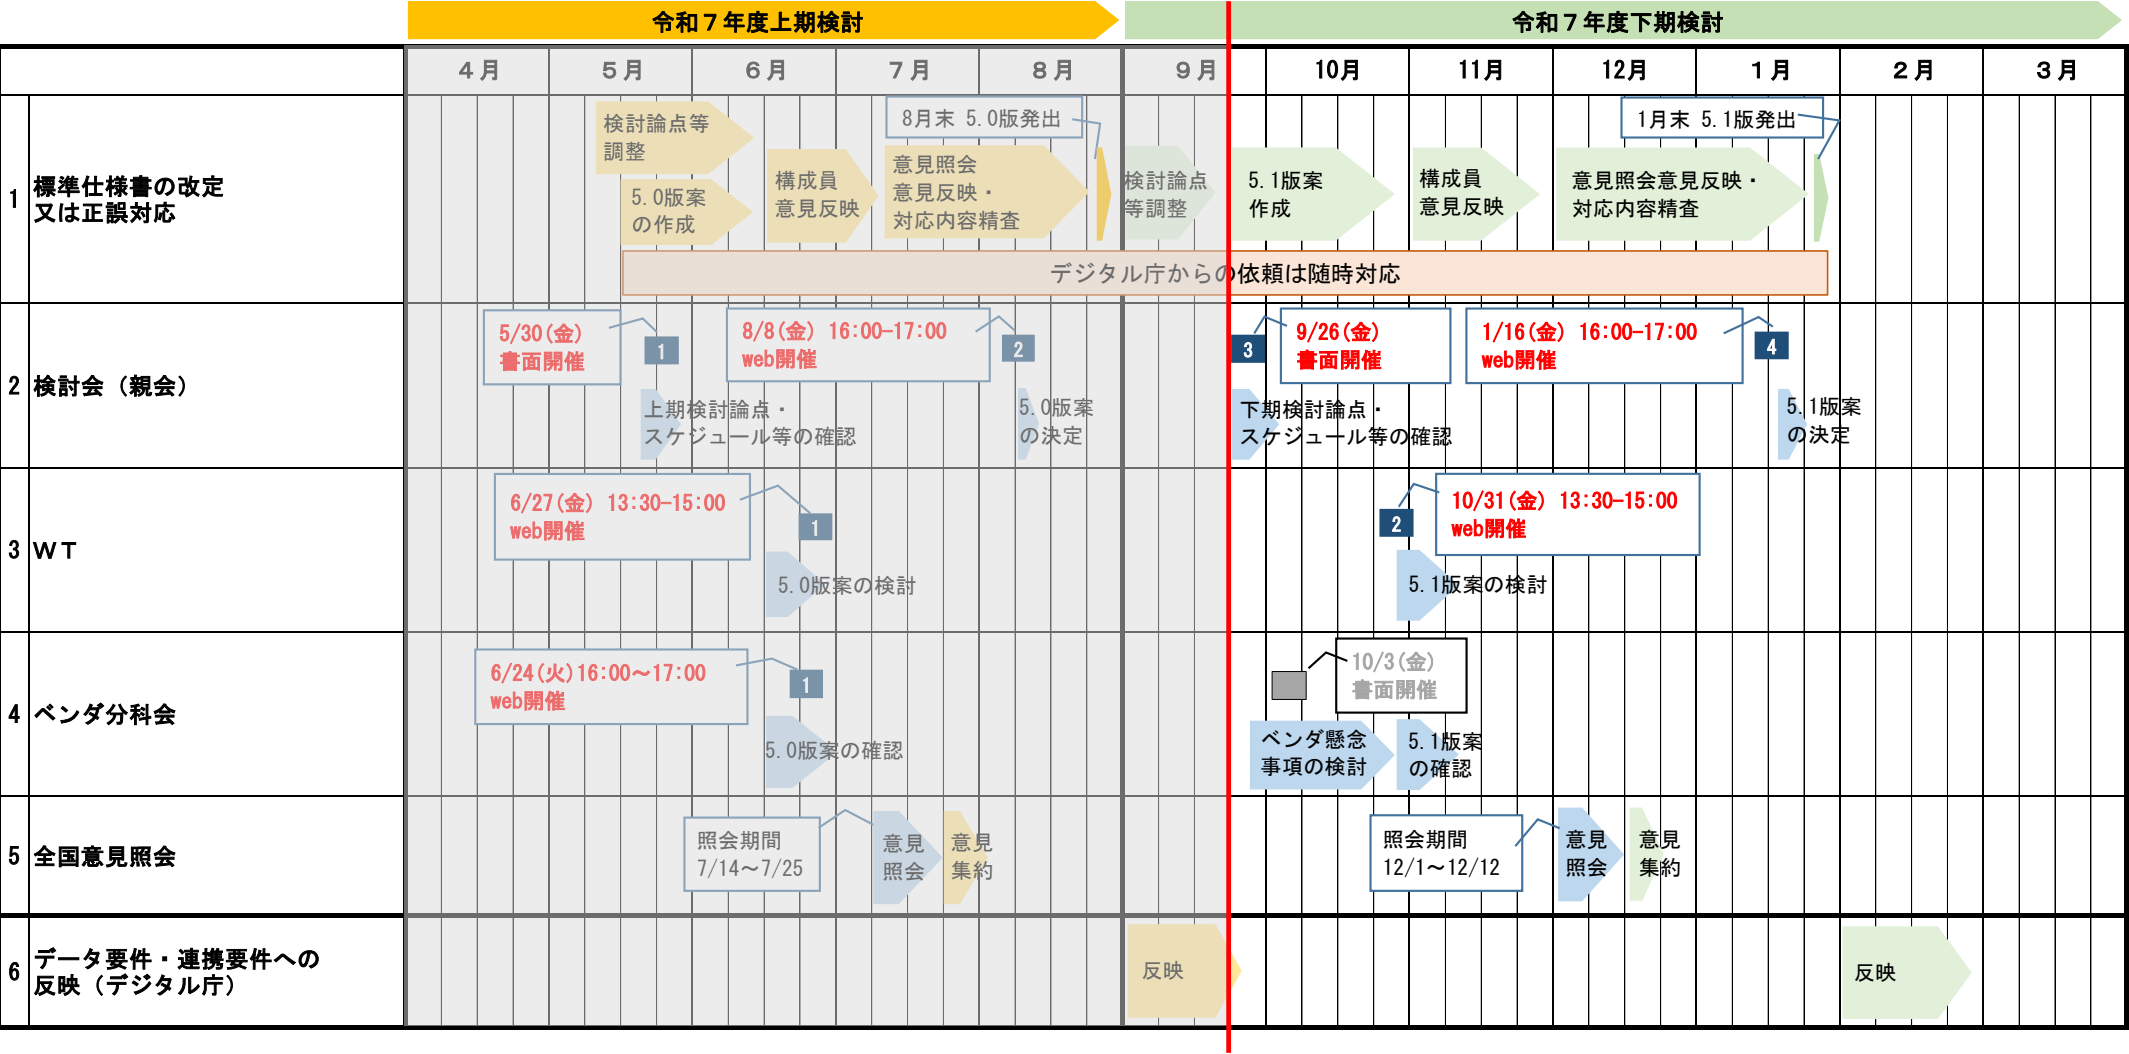 令和７年度上期検討
令和７年度下期検討
４月
５月
６月
７月
８月
９月
10月
11月
12月
１月
２月
３月
1
標準仕様書の改定
又は正誤対応
検討論点等
調整
5.0版案
の作成
構成員
意見反映
8月末 5.0版発出
意見照会
意見反映・
対応内容精査
検討論点
等調整
5.1版案
作成
構成員
意見反映
1月末 5.1版発出
意見照会意見反映・
対応内容精査
デジタル庁からの依頼は随時対応
2
検討会（親会）
5/30(金)
書面開催
1
8/8(金) 16:00-17:00
web開催
2
3
9/26(金)
書面開催
1/16(金) 16:00-17:00
web開催
4
上期検討論点・
スケジュール等の確認
5.0版案
の決定
下期検討論点・
スケジュール等の確認
5.1版案
の決定
3
ＷＴ
6/27(金) 13:30-15:00
web開催
1
5.0版案の検討
2
10/31(金) 13:30-15:00
web開催
5.1版案の検討
4
ベンダ分科会
6/24(火)16:00～17:00
web開催
1
5.0版案の確認
10/3(金)
書面開催
ベンダ懸念
事項の検討
5.1版案
の確認
5
全国意見照会
照会期間
7/14～7/25
意見
照会
意見
集約
照会期間
12/1～12/12
意見
照会
意見
集約
6
データ要件・連携要件への
反映（デジタル庁）
反映
反映